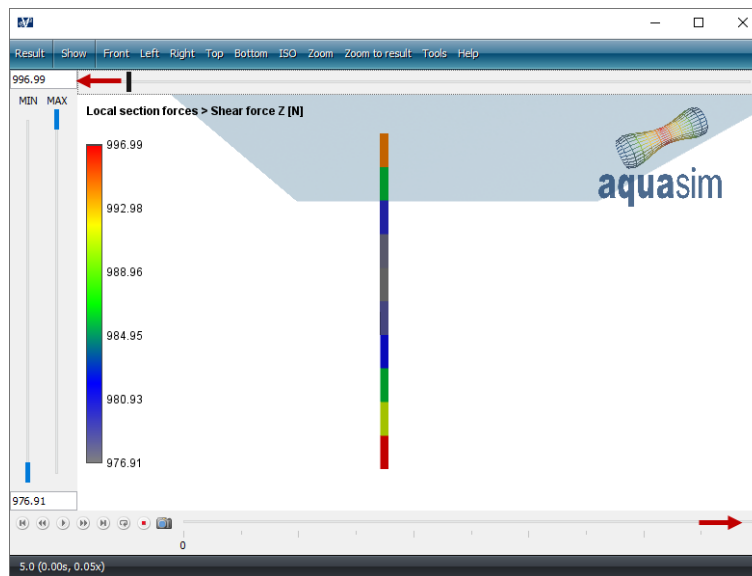 Result Show Front Left Right Top Bottom ISO Zoom Zoom to result Tools Help
996.99
MIN MAX
Local section forces > Shear force Z [N]
996.99
992.98
988.96
984.95
980.93
976.91
aquasim
976.91
0
5.0 (0.00s, 0.05x)